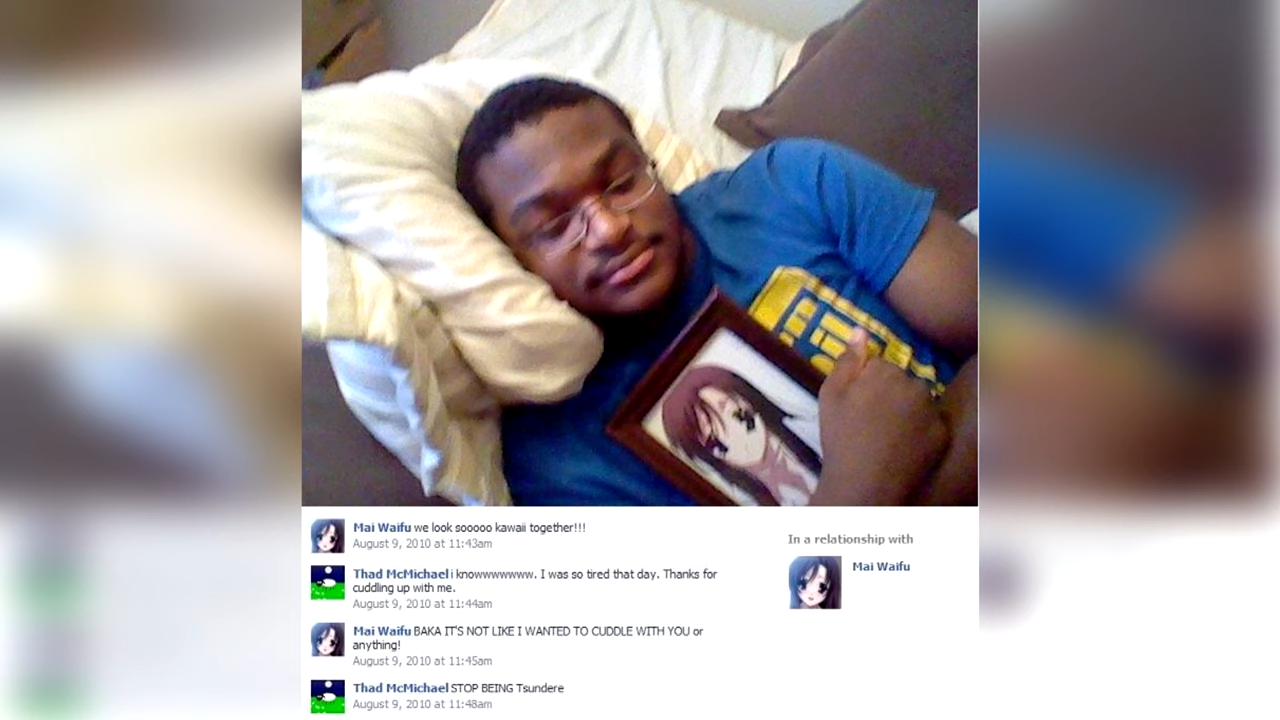 Mai Waifu we look sooooo kawaii together!!!
August 9, 2010 at 11:43am
In a relationship with
Mai Waifu
Thad McMichael i knowwwwwwww. I was so tired that day. Thanks for
cuddling up with me.
August 9, 2010 at 11:44am
Mai Waifu BAKA IT'S NOT LIKE I WANTED TO CUDDLE WITH YOU or
anything!
August 9, 2010 at 11:45am
Thad McMichael STOP BEING Tsundere
August 9, 2010 at 11:48am